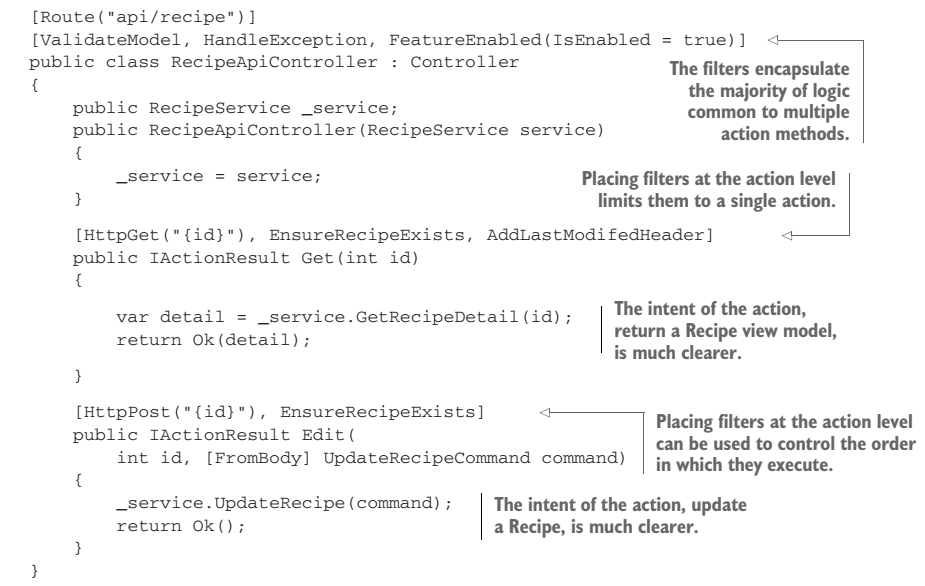 [Route("api/recipe")]
[ValidateModel, HandleException, FeatureEnabled(IsEnabled = true)]
public class RecipeApiController : Controller
The filters encapsulate
the majority of logic
common to multiple
action methods.
{
public RecipeService _service;
public RecipeApiController(RecipeService service)
{
_service = service;
}
Placing filters at the action level
limits them to a single action.
[HttpGet("{id}"), EnsureRecipeExists, AddLastModifedHeader]
public IActionResult Get(int id)
{
var detail = _service.GetRecipeDetail(id);
return Ok(detail);
The intent of the action,
return a Recipe view model,
is much clearer.
}
[HttpPost("{id}"), EnsureRecipeExists]
public IActionResult Edit(
int id, [FromBody] UpdateRecipeCommand command)
Placing filters at the action level
can be used to control the order
in which they execute.
{
_service.UpdateRecipe(command);
return Ok();
The intent of the action, update
a Recipe, is much clearer.
}
}